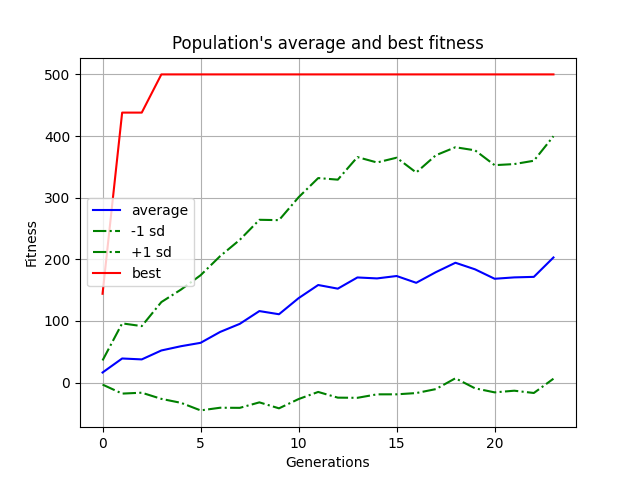 Population's average and best fitness
Fitness
500
400
300
200
100
0
average
-1 sd
+1 sd
best
0
5
10
15
20
Generations